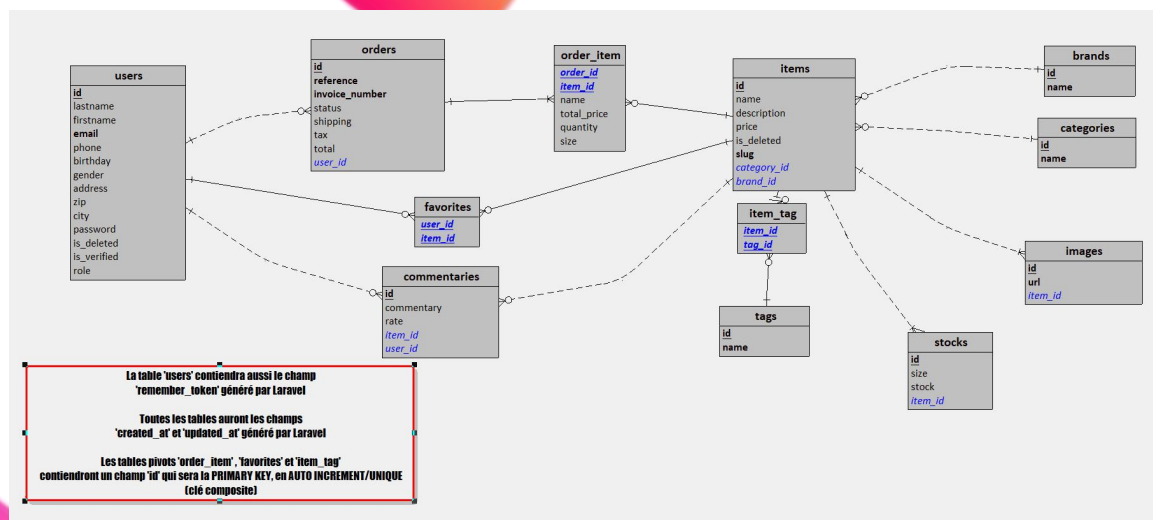 users
id
lastname
firstname
email
phone
birthday
gender
address
zip
city
password
is_deleted
is_verified
role
orders
id
reference
invoice_number
status
shipping
tax
total
user_id
order_item
order_id
item_id
name
total_price
quantity
size
items
id
name
description
price
is_deleted
slug
category_id
brand_id
brands
id
name
categories
id
name
favorites
user_id
item_id
item_tag
item_id
tag_id
images
id
url
item_id
commentaries
id
commentary
rate
item_id
user_id
tags
id
name
stocks
id
size
stock
item_id
La table 'users' contiendra aussi le champ
'remember_token' généré par Laravel
Toutes les tables auront les champs
'created_at' et 'updated_at' généré par Laravel
Les tables pivots 'order_item' , 'favorites' et 'item_tag'
contiendront un champ 'id' qui sera la PRIMARY KEY, en AUTO INCREMENT/UNIQUE
(clé composite)